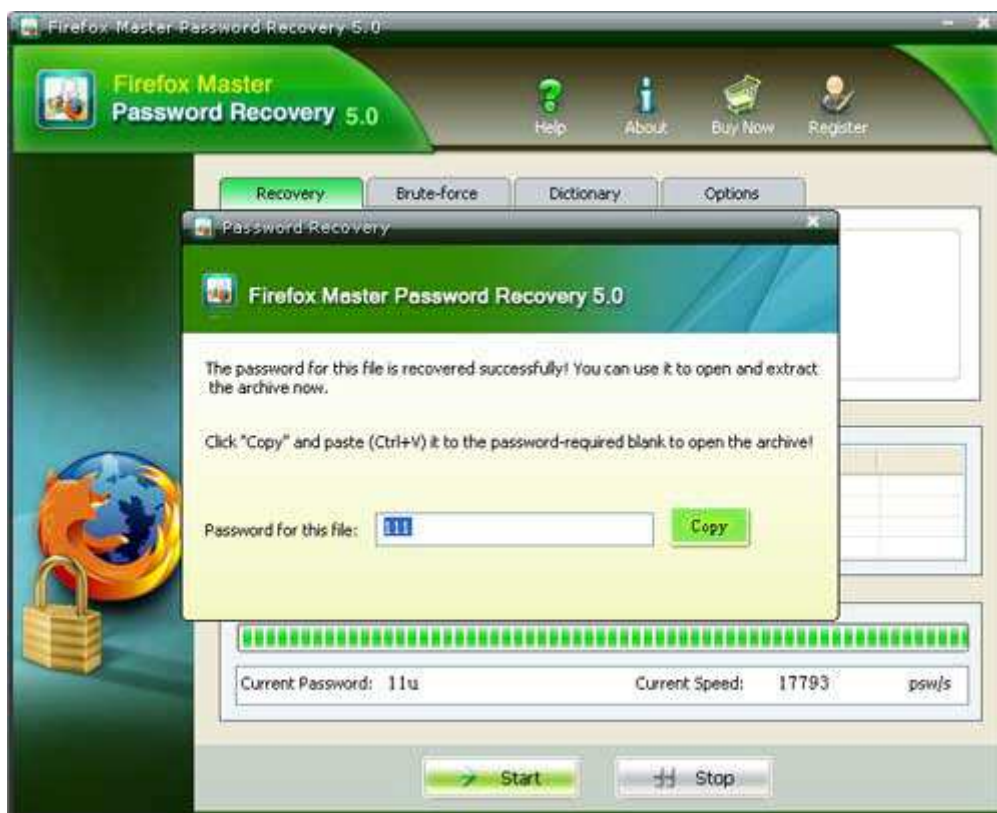 Firefox Master Password Recovery 5.0
Firefox Master
Password Recovery 5.0
Help
About
Buy Now
Register
Recovery
Brute-force
Dictionary
Options
Password Recovery
Firefox Master Password Recovery 5.0
The password for this file is recovered successfully! You can use it to open and extract
the archive now.
Click "Copy" and paste (Ctrl+V) it to the password-required blank to open the archive!
Password for this file: 111 Copy
Current Password: 11u Current Speed: 17793 psw/s
Start
Stop